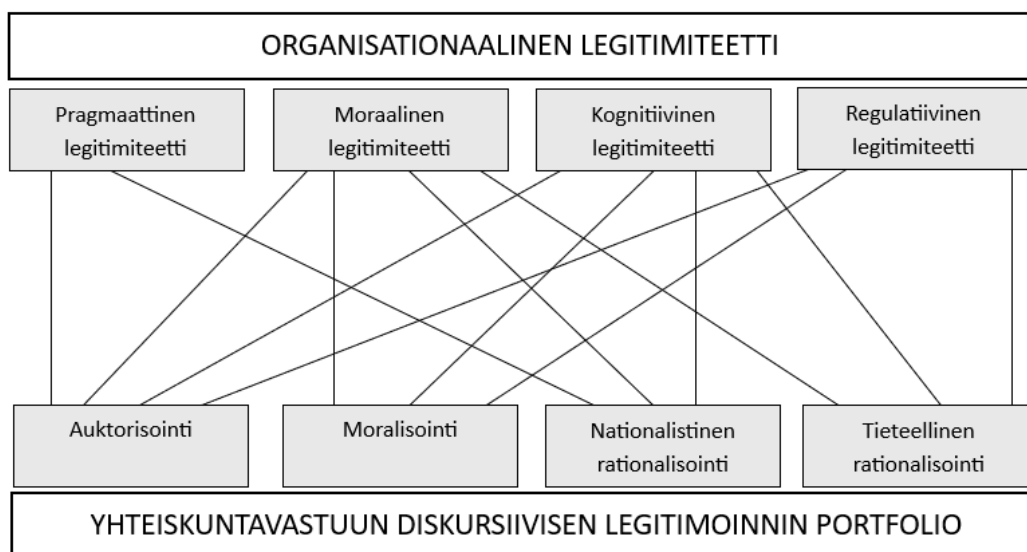 ORGANISATIONAALINEN LEGITIMITEETTI
Pragmaattinen
legitimiteetti
Moraalinen
legitimiteetti
Kognitiivinen
legitimiteetti
Regulatiivinen
legitimiteetti
Auktorisointi
Moralisointi
Nationalistinen
rationalisointi
Tieteellinen
rationalisointi
YHTEISKUNTAVASTUUN DISKURSIIVISEN LEGITIMOINNIN PORTFOLIO